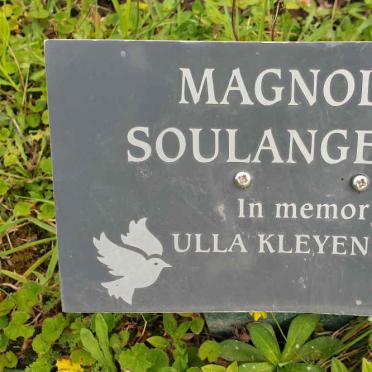 MAGNOL
SOULANGE
In memor
ULLA KLEYEN